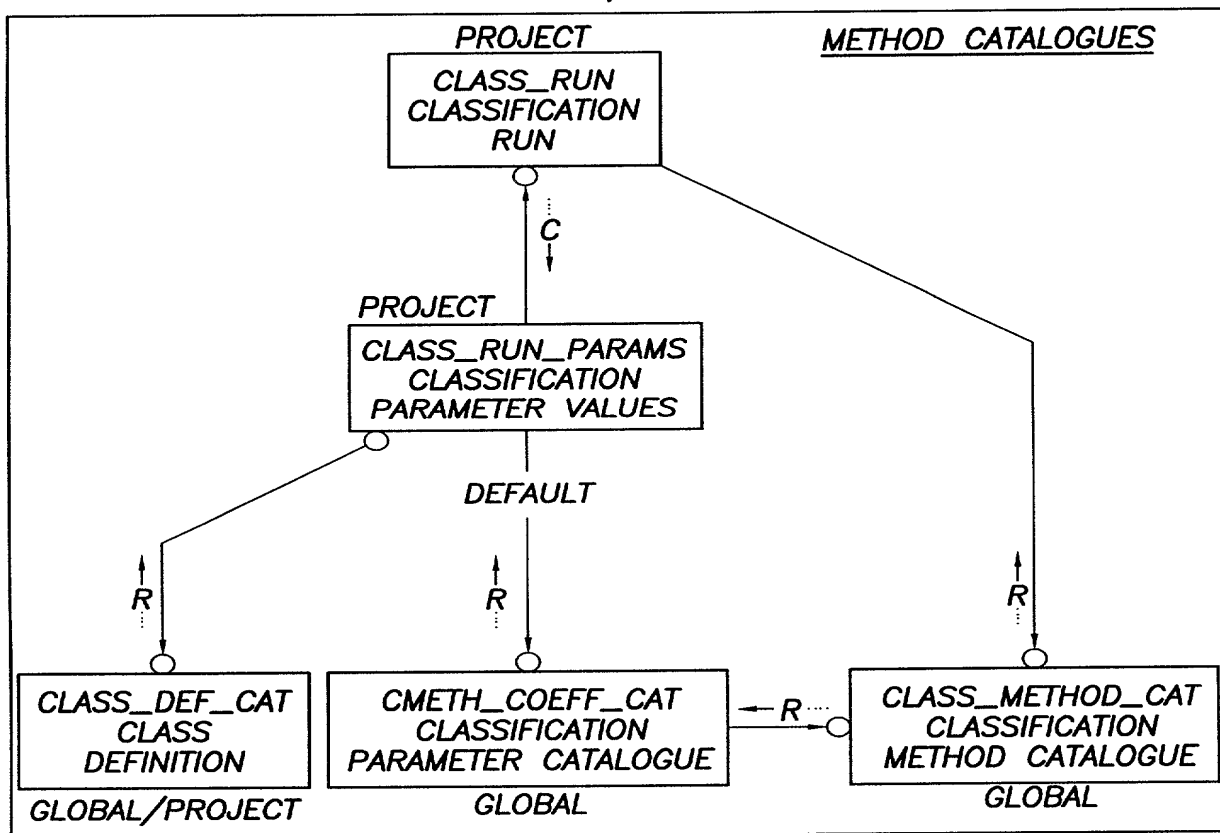 PROJECT
METHOD CATALOGUES
CLASS_RUN
CLASSIFICATION
RUN
C
PROJECT
CLASS_RUN_PARAMS
CLASSIFICATION
PARAMETER VALUES
DEFAULT
R
R
R
CLASS_DEF_CAT
CLASS
DEFINITION
GLOBAL/PROJECT
CMETH_COEFF_CAT
CLASSIFICATION
PARAMETER CATALOGUE
GLOBAL
R
CLASS_METHOD_CAT
CLASSIFICATION
METHOD CATALOGUE
GLOBAL